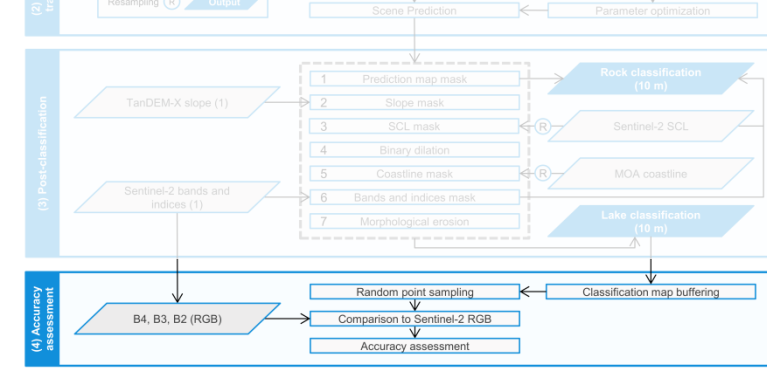 Resampling R Output
(2)
Scene Prediction
Parameter optimization
(3) Post-classification
1 Prediction map mask
2 Slope mask
3 SCL mask
4 Binary dilation
5 Coastline mask
6 Bands and indices mask
7 Morphological erosion
TanDEM-X slope (1)
Sentinel-2 bands and
indices (1)
Rock classification
(10 m)
R
Sentinel-2 SCL
R
MOA coastline
Lake classification
(10 m)
(4) Accuracy
assessment
B4, B3, B2 (RGB)
Random point sampling
Classification map buffering
Comparison to Sentinel-2 RGB
Accuracy assessment